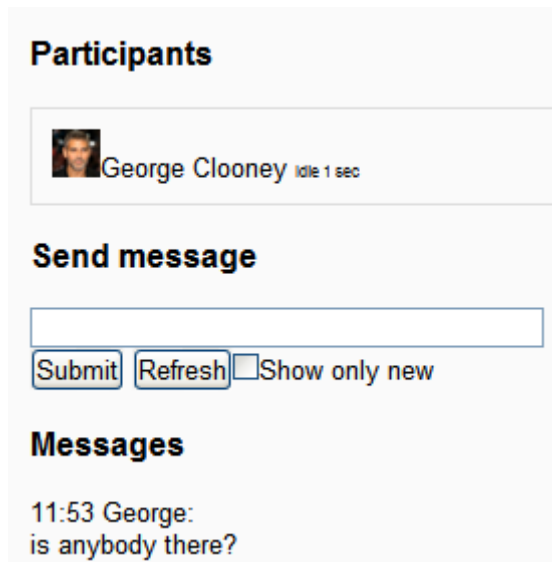 Participants
George Clooney Idle 1 sec
Send message
Submit Refresh Show only new
Messages
11:53 George:
is anybody there?